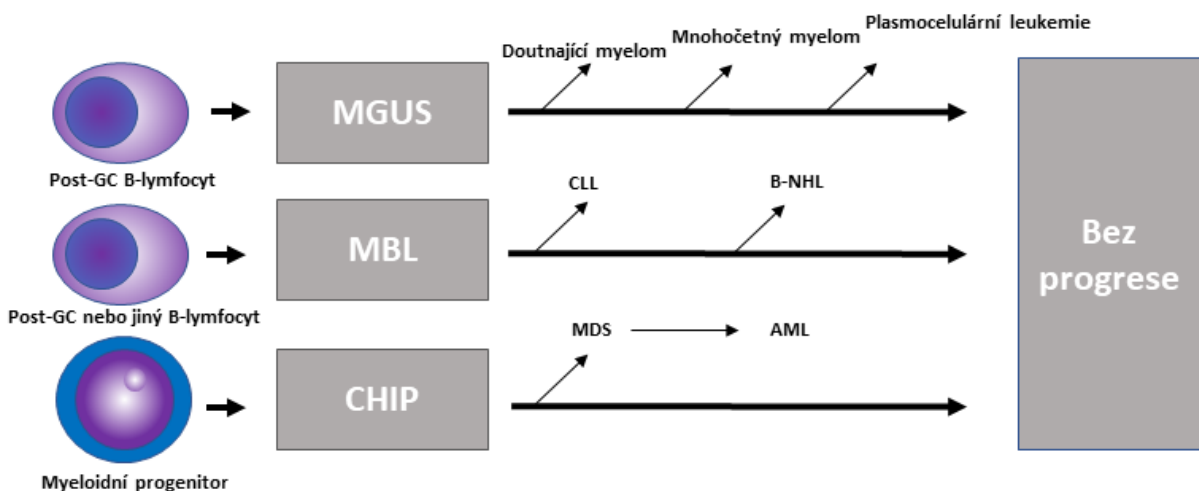 Doutnající myelom
Mnohočetný myelom
Plasmocelulární leukemie
MGUS
Post-GC B-lymfocyt
CLL
B-NHL
MBL
Bez
progrese
Post-GC nebo jiný B-lymfocyt
MDS
AML
CHIP
Myeloidní progenitor